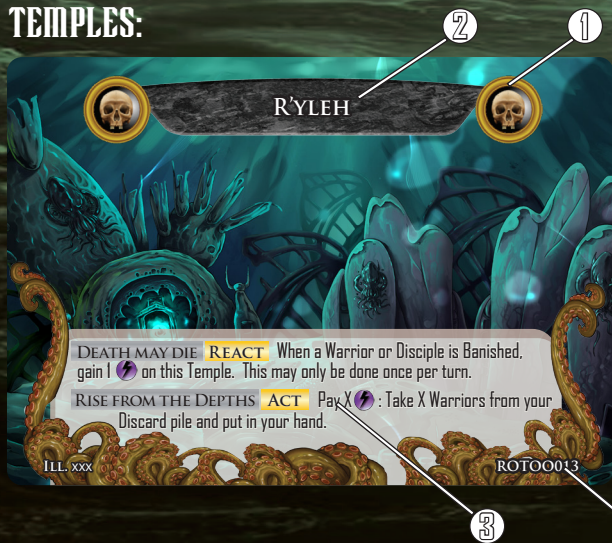 TEMPLES:
2 1
R'YLEH
DEATH MAY DIE REACT When a Warrior or Disciple is Banished,
gain 1 on this Temple. This may only be done once per turn.
RISE FROM THE DEPTHS ACT Pay X : Take X Warriors from your
Discard pile and put in your hand.
ILL. xxx ROTOO013
3